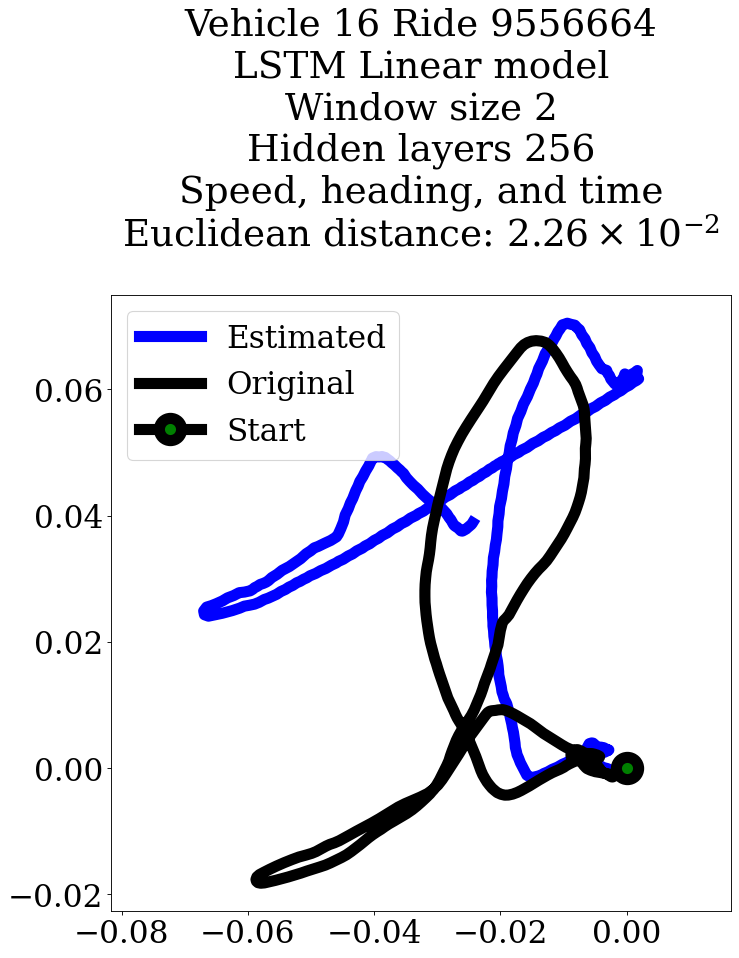 Vehicle 16 Ride 9556664
LSTM Linear model
Window size 2
Hidden layers 256
Speed, heading, and time
Euclidean distance: 2.26 × 10⁻²
Estimated
Original
Start
0.06
0.04
0.02
0.00
−0.02
−0.08 −0.06 −0.04 −0.02 0.00